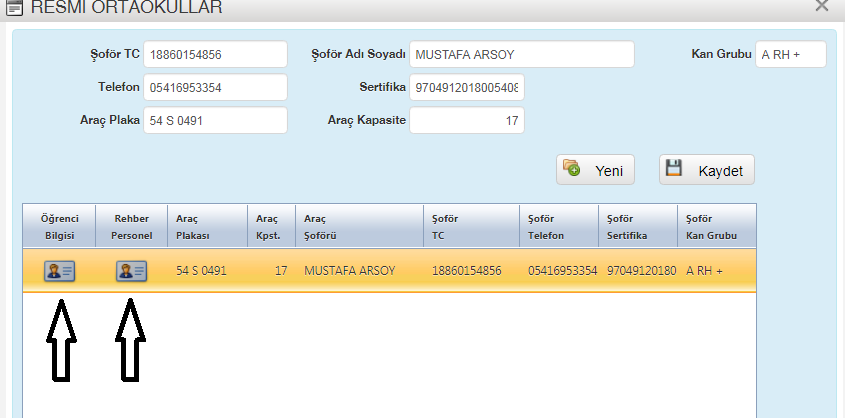 RESMİ ORTAOKULLAR
Şoför TC 18860154856 Şoför Adı Soyadı MUSTAFA ARSOY Kan Grubu A RH +
Telefon 05416953354 Sertifika 9704912018005408
Araç Plaka 54 S 0491 Araç Kapasite 17
Yeni Kaydet
Öğrenci Rehber Araç Araç Araç Şoför Şoför Şoför Şoför
Bilgisi Personel Plakası Kpst. Şoförü TC Telefon Sertifika Kan Grubu
54 S 0491 17 MUSTAFA ARSOY 18860154856 05416953354 97049120180 A RH +